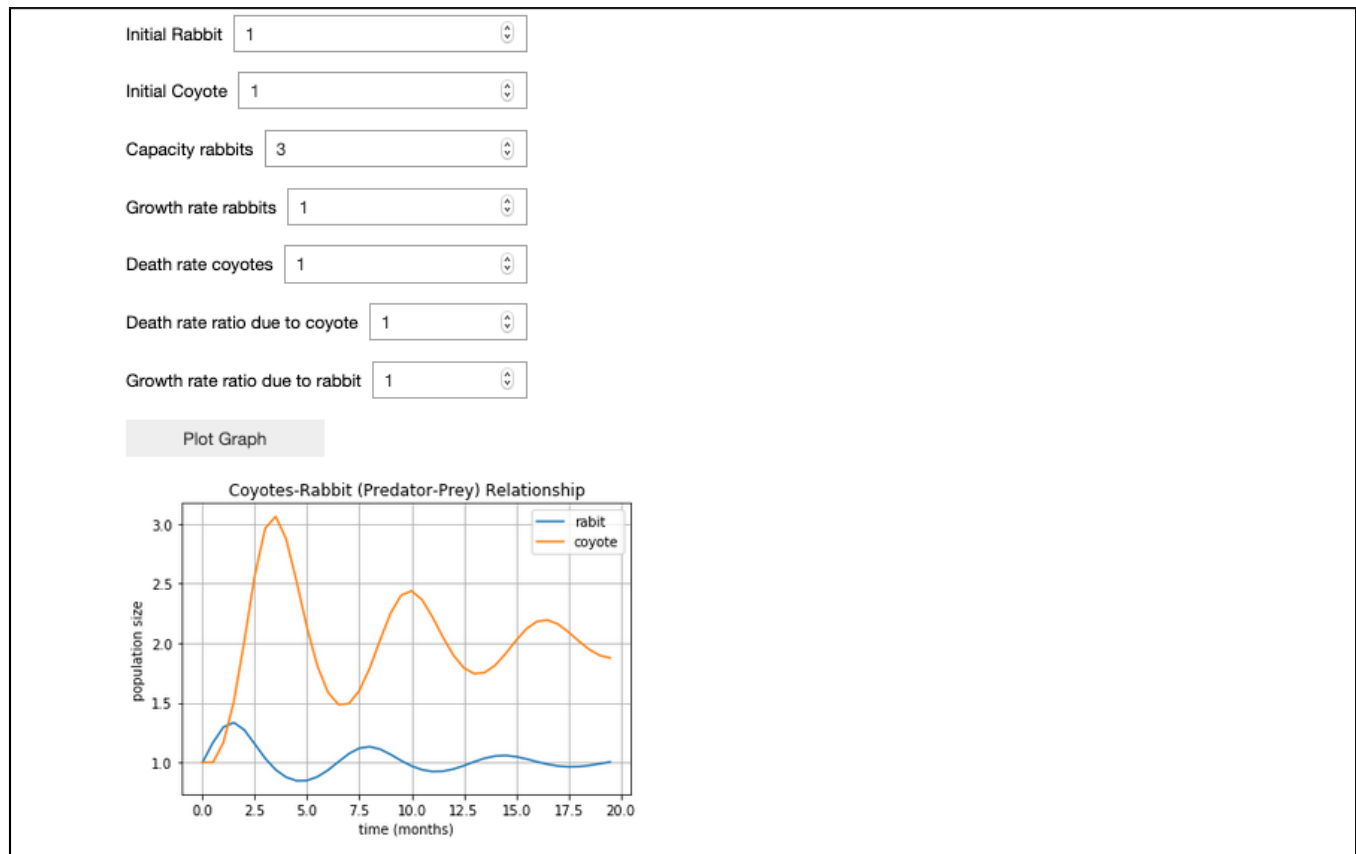 Initial Rabbit 1
Initial Coyote 1
Capacity rabbits 3
Growth rate rabbits 1
Death rate coyotes 1
Death rate ratio due to coyote 1
Growth rate ratio due to rabbit 1
Plot Graph
Coyotes-Rabbit (Predator-Prey) Relationship
rabit
coyote
population size
3.0
2.5
2.0
1.5
1.0
0.0 2.5 5.0 7.5 10.0 12.5 15.0 17.5 20.0
time (months)